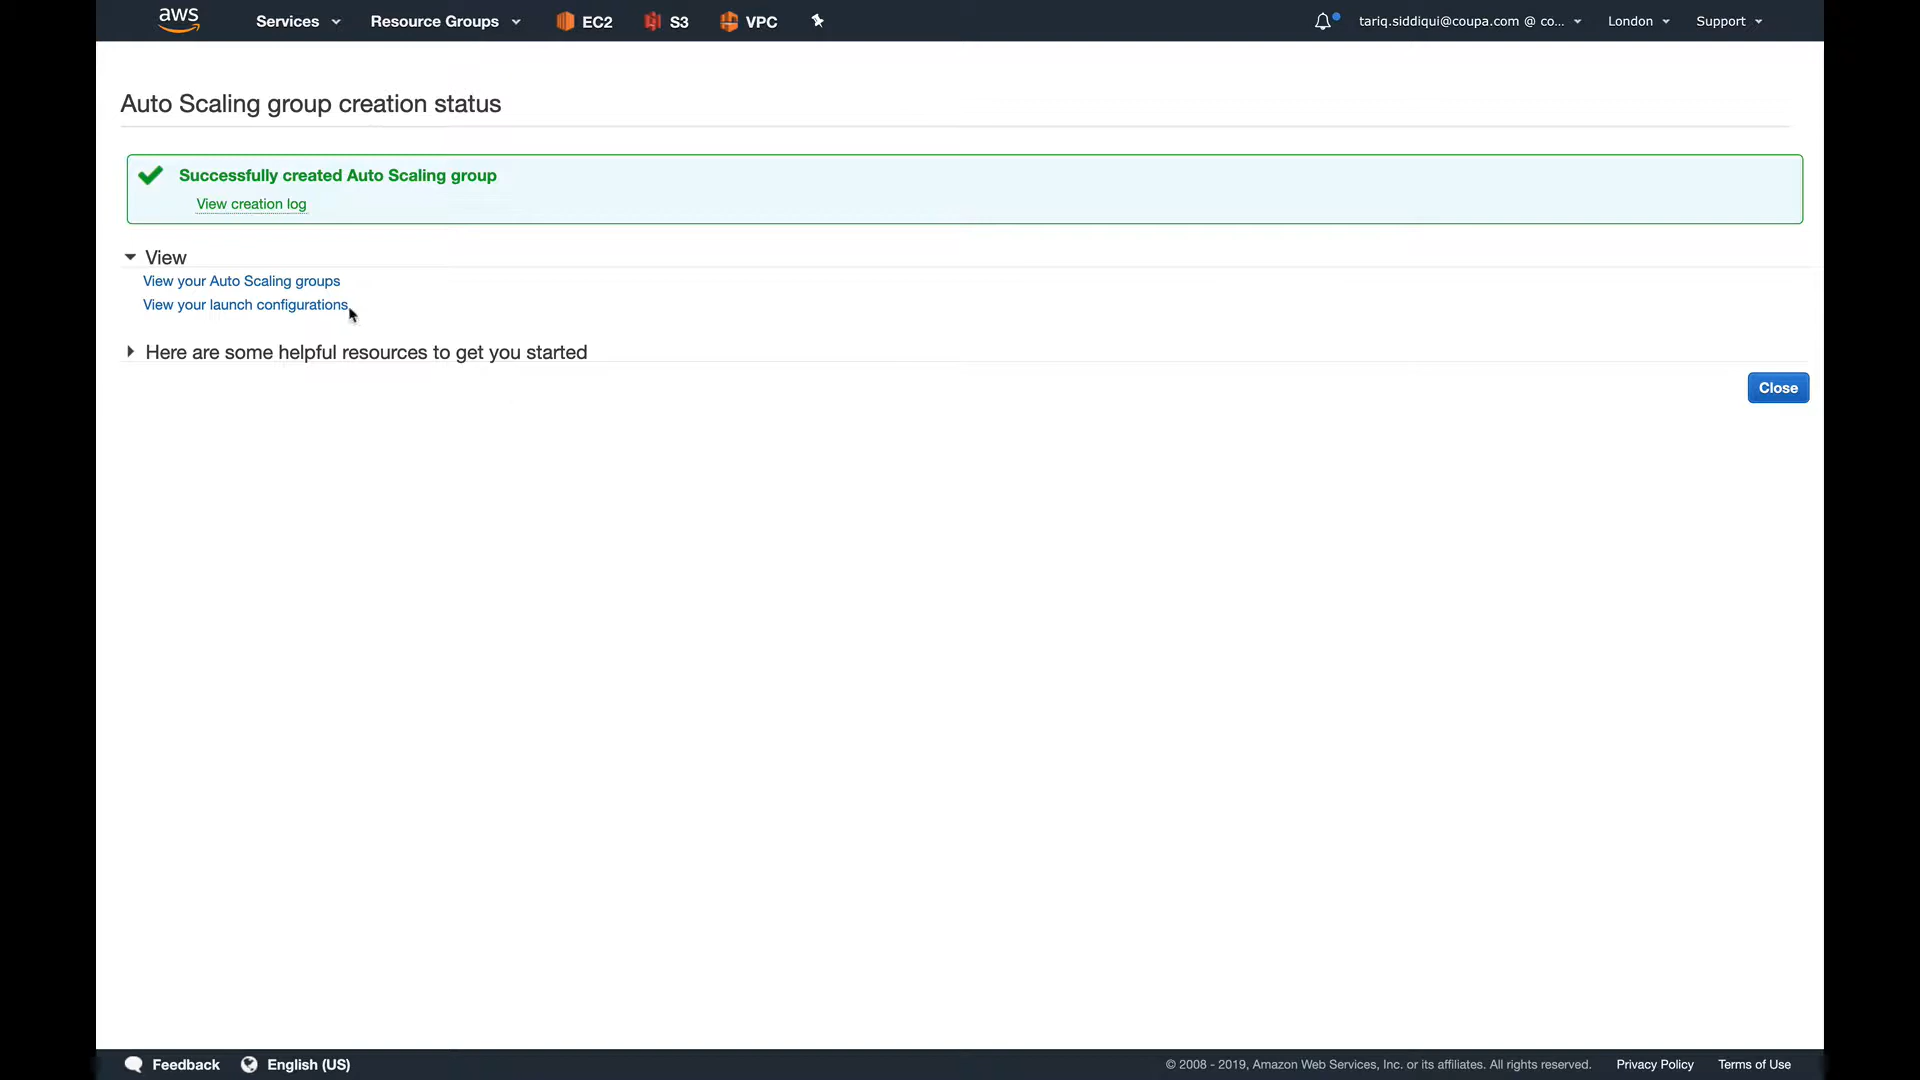 aws Services Resource Groups EC2 S3 VPC tariq.siddiqui@coupa.com @ co... London Support
Auto Scaling group creation status
Successfully created Auto Scaling group
View creation log
View
View your Auto Scaling groups
View your launch configurations
Here are some helpful resources to get you started
Close
Feedback English (US) © 2008 - 2019, Amazon Web Services, Inc. or its affiliates. All rights reserved. Privacy Policy Terms of Use